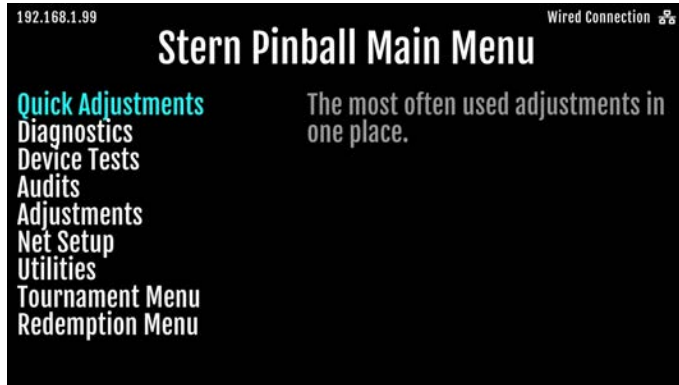 192.168.1.99
Wired Connection
Stern Pinball Main Menu
Quick Adjustments
Diagnostics
Device Tests
Audits
Adjustments
Net Setup
Utilities
Tournament Menu
Redemption Menu
The most often used adjustments in
one place.